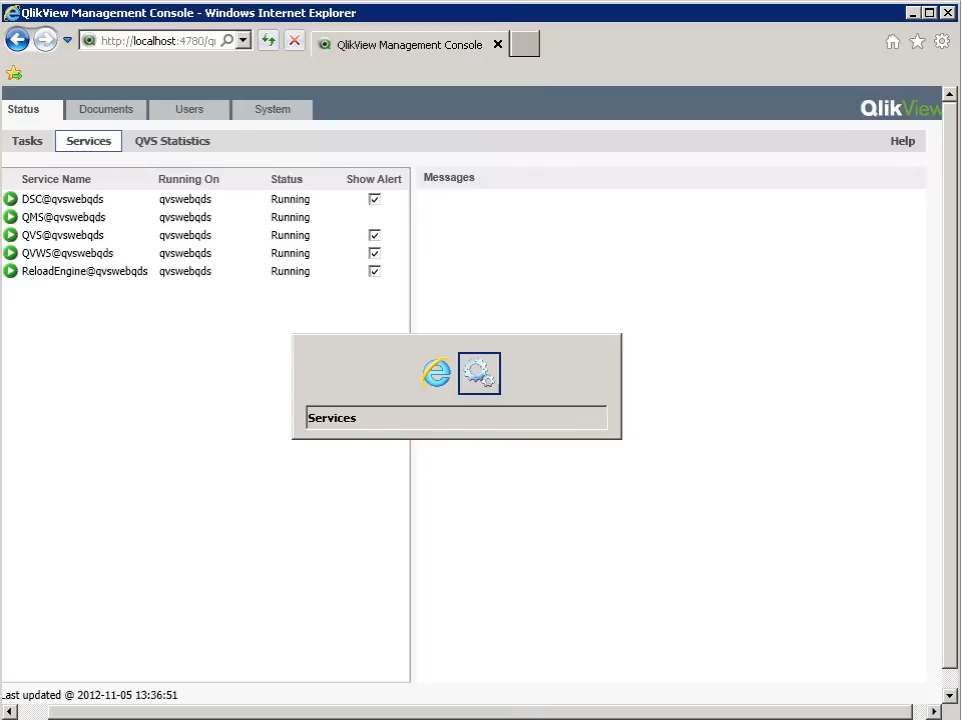 QlikView Management Console - Windows Internet Explorer
http://localhost:4780/q
QlikView Management Console
Status
Documents
Users
System
QlikView
Tasks
Services
QVS Statistics
Help
Service Name
Running On
Status
Show Alert
Messages
DSC@qvswebqds
qvswebqds
Running
QMS@qvswebqds
qvswebqds
Running
QVS@qvswebqds
qvswebqds
Running
QVWS@qvswebqds
qvswebqds
Running
ReloadEngine@qvswebqds
qvswebqds
Running
Services
Last updated @ 2012-11-05 13:36:51